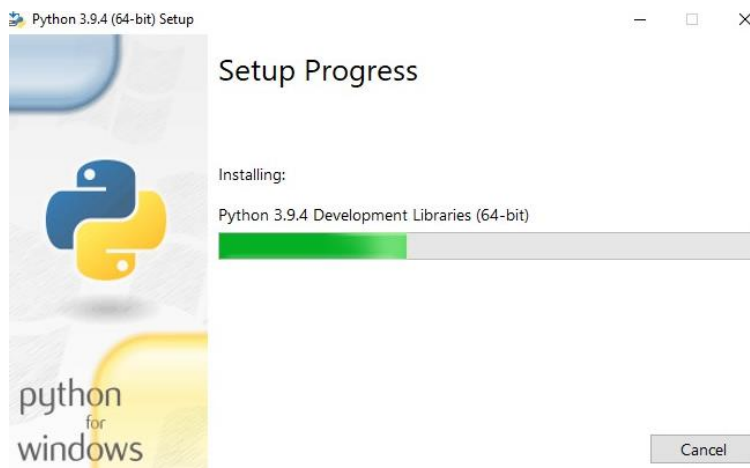 Python 3.9.4 (64-bit) Setup
Setup Progress
Installing:
Python 3.9.4 Development Libraries (64-bit)
python
for
windows
Cancel